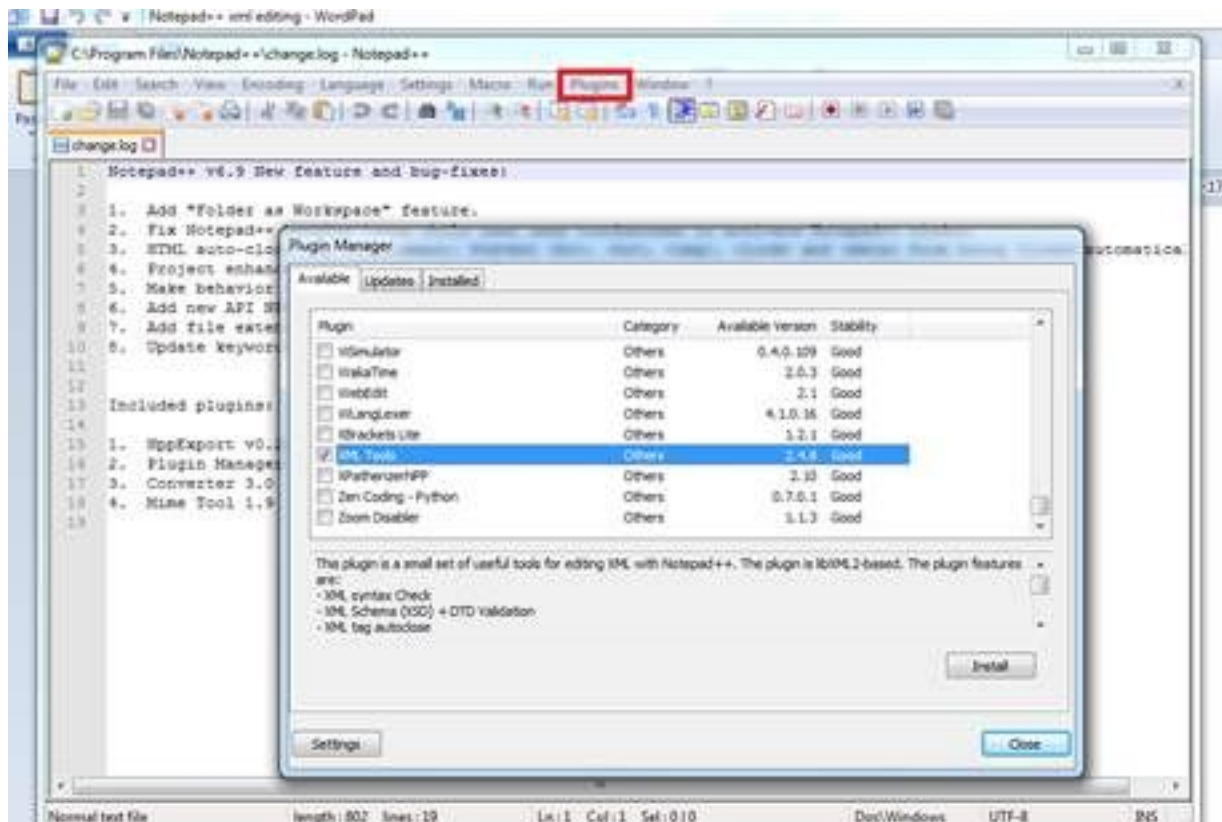 Notepad++ xml editing - WordPad
C:\Program Files\Notepad++\change.log - Notepad++
File Edit Search View Encoding Language Settings Macro Run Plugins Window ?
change.log
1 Notepad++ v6.9 New feature and bug-fixes:
2
3 1. Add "Folder as Workspace" feature.
4 2. Fix Notepad++
5 3. HTML auto-clo automatica
6 4. Project enhan
7 5. Make behavior
8 6. Add new API
9 7. Add file exten
10 8. Update keywor
11
12
13 Included plugins:
14
15 1. NppExport v0.2
16 2. Plugin Manager
17 3. Converter 3.0
18 4. Mime Tool 1.9
19
Plugin Manager
Available Updates Installed
Plugin Category Available Version Stability
ViSimulator Others 0.4.0.109 Good
WakaTime Others 2.0.3 Good
WebEdit Others 2.1 Good
WLangLexer Others 4.1.0.16 Good
XBrackets Lite Others 1.2.1 Good
XML Tools Others 2.4.8 Good
XPatherizerNPP Others 2.10 Good
Zen Coding - Python Others 0.7.0.1 Good
Zoom Disabler Others 1.1.3 Good
This plugin is a small set of useful tools for editing XML with Notepad++. The plugin is libXML2-based. The plugin features
are:
- XML syntax Check
- XML Schema (XSD) + DTD Validation
- XML tag autoclose
Install
Settings Close
Normal text file length : 802 lines : 19 Ln : 1 Col : 1 Sel : 0 | 0 Dos\Windows UTF-8 INS